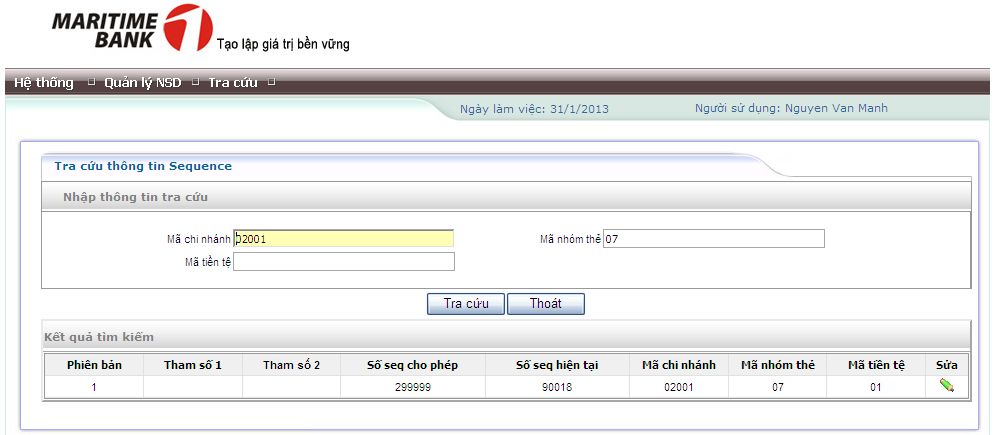 MARITIME
BANK
Tạo lập giá trị bền vững
Hệ thống Quản lý NSD Tra cứu
Ngày làm việc: 31/1/2013 Người sử dụng: Nguyen Van Manh
Tra cứu thông tin Sequence
Nhập thông tin tra cứu
Mã chi nhánh 02001 Mã nhóm thẻ 07
Mã tiền tệ
Tra cứu Thoát
Kết quả tìm kiếm
Phiên bản Tham số 1 Tham số 2 Số seq cho phép Số seq hiện tại Mã chi nhánh Mã nhóm thẻ Mã tiền tệ Sửa
1 299999 90018 02001 07 01